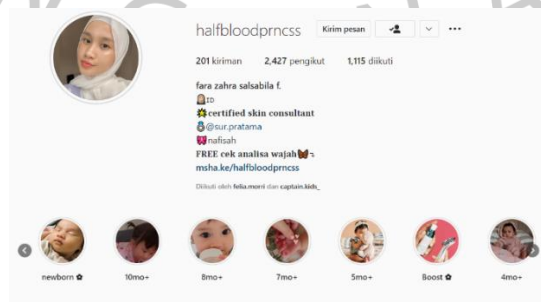 halfbloodprncss Kirim pesan
201 kiriman 2,427 pengikut 1,115 diikuti
fara zahra salsabila f.
ID
certified skin consultant
@sur.pratama
nafisah
FREE cek analisa wajah
msha.ke/halfbloodprncss
Diikuti oleh felia.morri dan captain.kids_
newborn 10mo+ 8mo+ 7mo+ 5mo+ Boost 4mo+